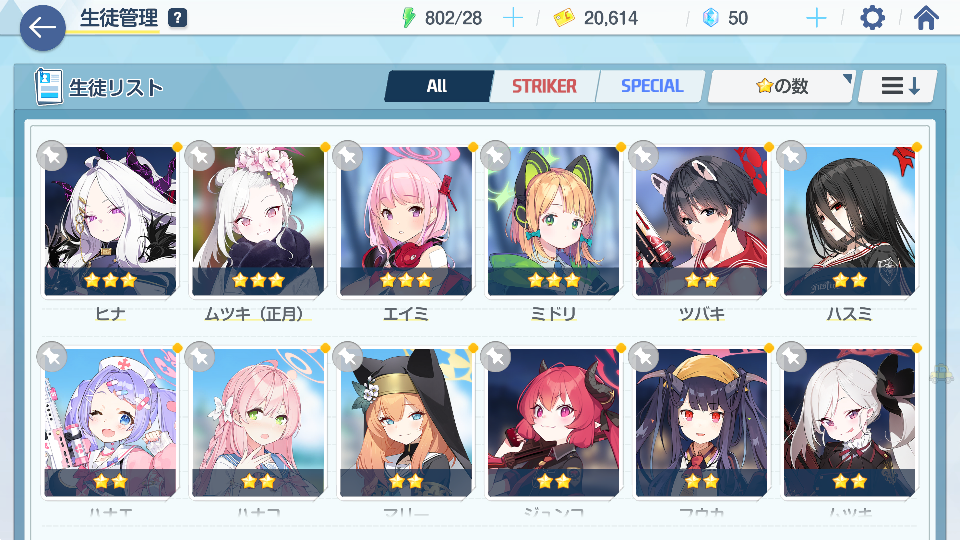 生徒管理 ? 802/28 20,614 50
生徒リスト All STRIKER SPECIAL ☆の数
ヒナ ムツキ（正月） エイミ ミドリ ツバキ ハスミ
ハナエ ハナコ マリー ジュンコ フウカ ムツキ